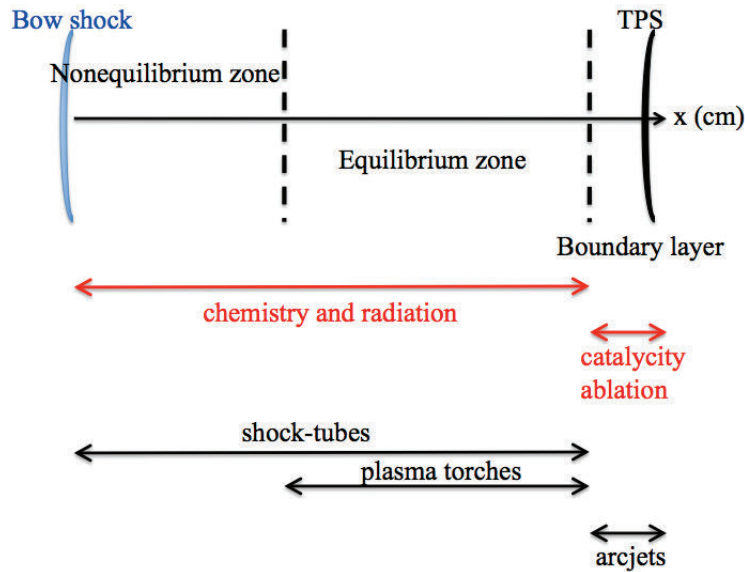 Bow shock
TPS
Nonequilibrium zone
x (cm)
Equilibrium zone
Boundary layer
chemistry and radiation
catalycity
ablation
shock-tubes
plasma torches
arcjets